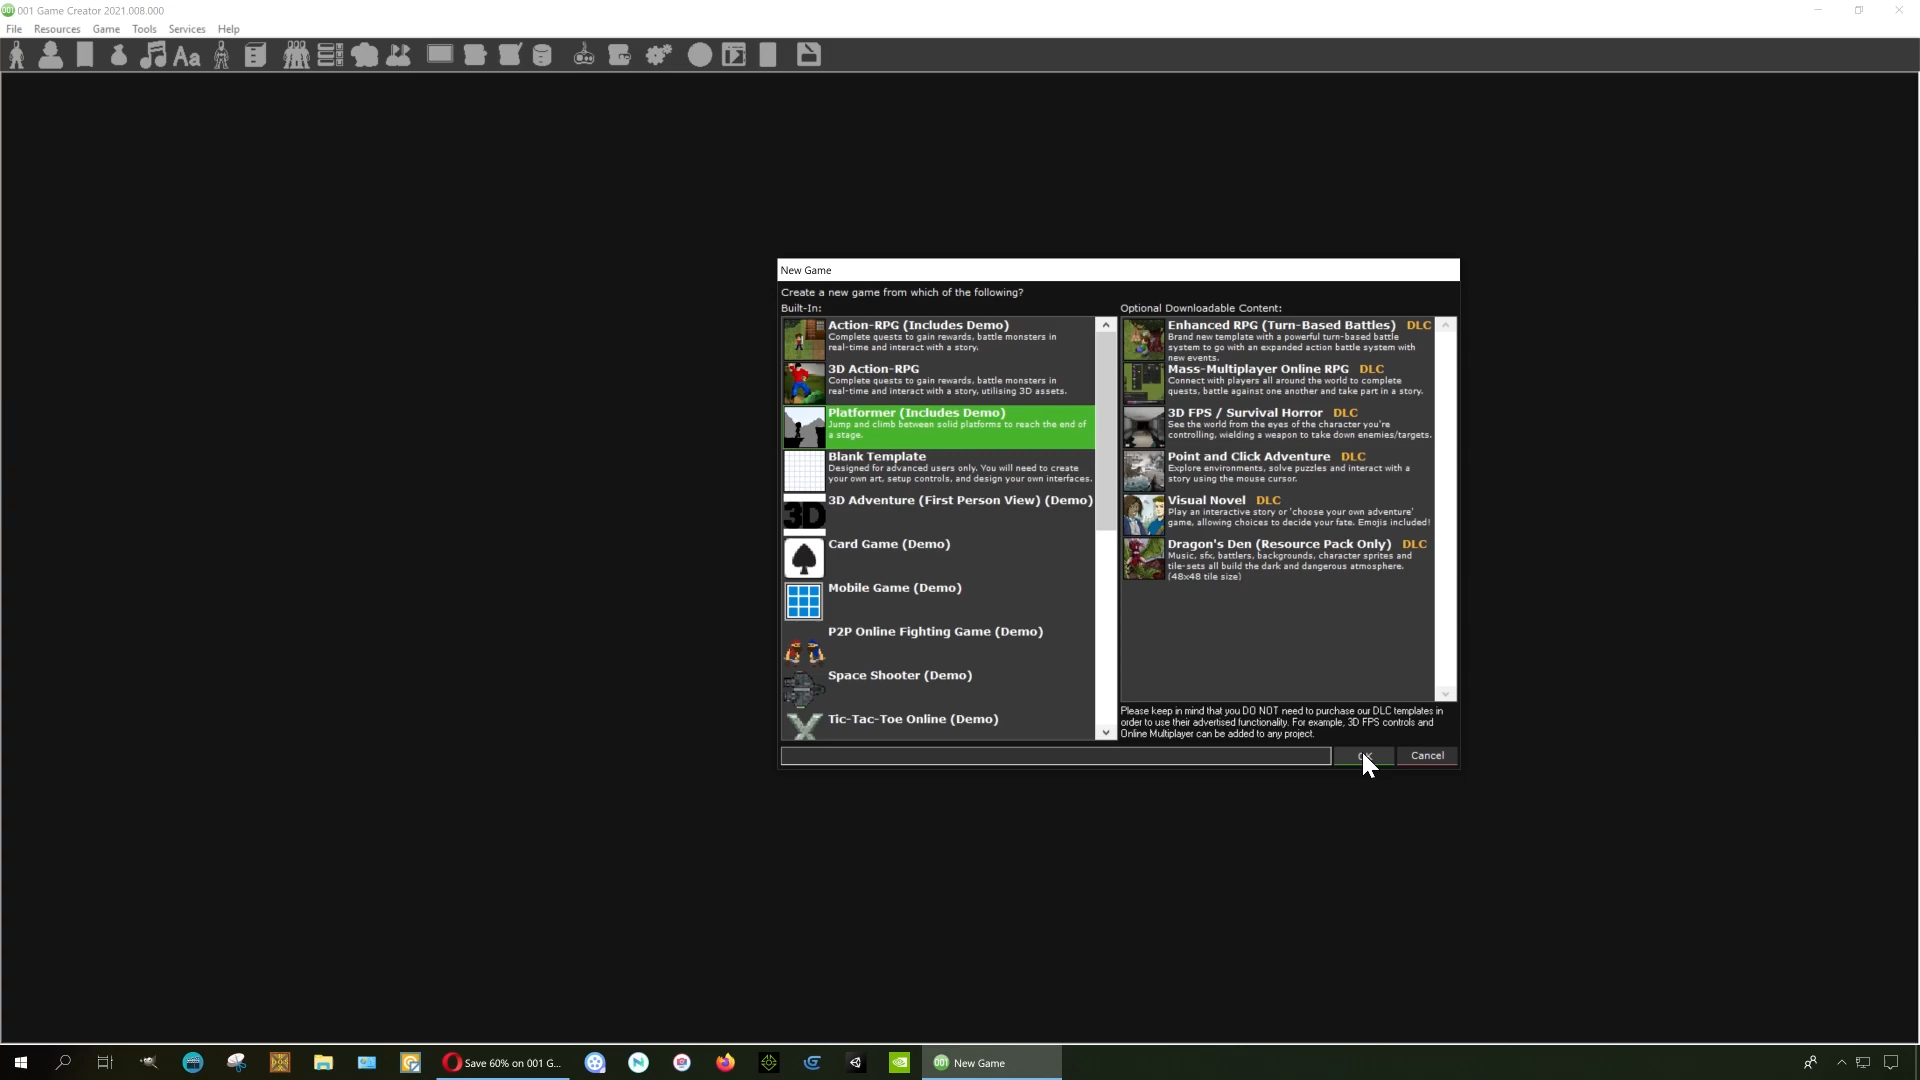 001 Game Creator 2021.008.000
File Resources Game Tools Services Help
Aa
New Game
Create a new game from which of the following?
Built-In:
Action-RPG (Includes Demo)
Complete quests to gain rewards, battle monsters in
real-time and interact with a story.
3D Action-RPG
Complete quests to gain rewards, battle monsters in
real-time and interact with a story, utilising 3D assets.
Platformer (Includes Demo)
Jump and climb between solid platforms to reach the end of
a stage.
Blank Template
Designed for advanced users only. You will need to create
your own art, setup controls, and design your own interfaces.
3D
3D Adventure (First Person View) (Demo)
Card Game (Demo)
Mobile Game (Demo)
P2P Online Fighting Game (Demo)
Space Shooter (Demo)
Tic-Tac-Toe Online (Demo)
Optional Downloadable Content:
Enhanced RPG (Turn-Based Battles) DLC
Brand new template with a powerful turn-based battle
system to go with an expanded action battle system with
new events.
Mass-Multiplayer Online RPG DLC
Connect with players all around the world to complete
quests, battle against one another and take part in a story.
3D FPS / Survival Horror DLC
See the world from the eyes of the character you're
controlling, wielding a weapon to take down enemies/targets.
Point and Click Adventure DLC
Explore environments, solve puzzles and interact with a
story using the mouse cursor.
Visual Novel DLC
Play an interactive story or 'choose your own adventure'
game, allowing choices to decide your fate. Emojis included!
Dragon's Den (Resource Pack Only) DLC
Music, sfx, battlers, backgrounds, character sprites and
tile-sets all build the dark and dangerous atmosphere.
(48x48 tile size)
Please keep in mind that you DO NOT need to purchase our DLC templates in
order to use their advertised functionality. For example, 3D FPS controls and
Online Multiplayer can be added to any project.
Cancel
Save 60% on 001 G...
001 New Game